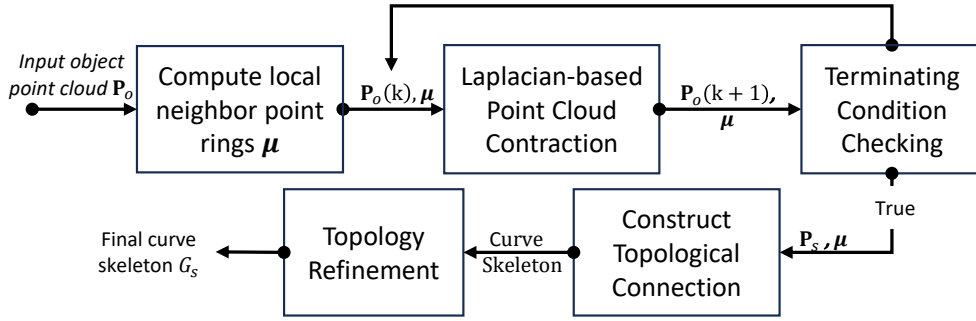 Input object
point cloud P_o
Compute local
neighbor point
rings μ
P_o(k), μ
Laplacian-based
Point Cloud
Contraction
P_o(k + 1),
μ
Terminating
Condition
Checking
True
P_s, μ
Construct
Topological
Connection
Curve
Skeleton
Topology
Refinement
Final curve
skeleton G_s